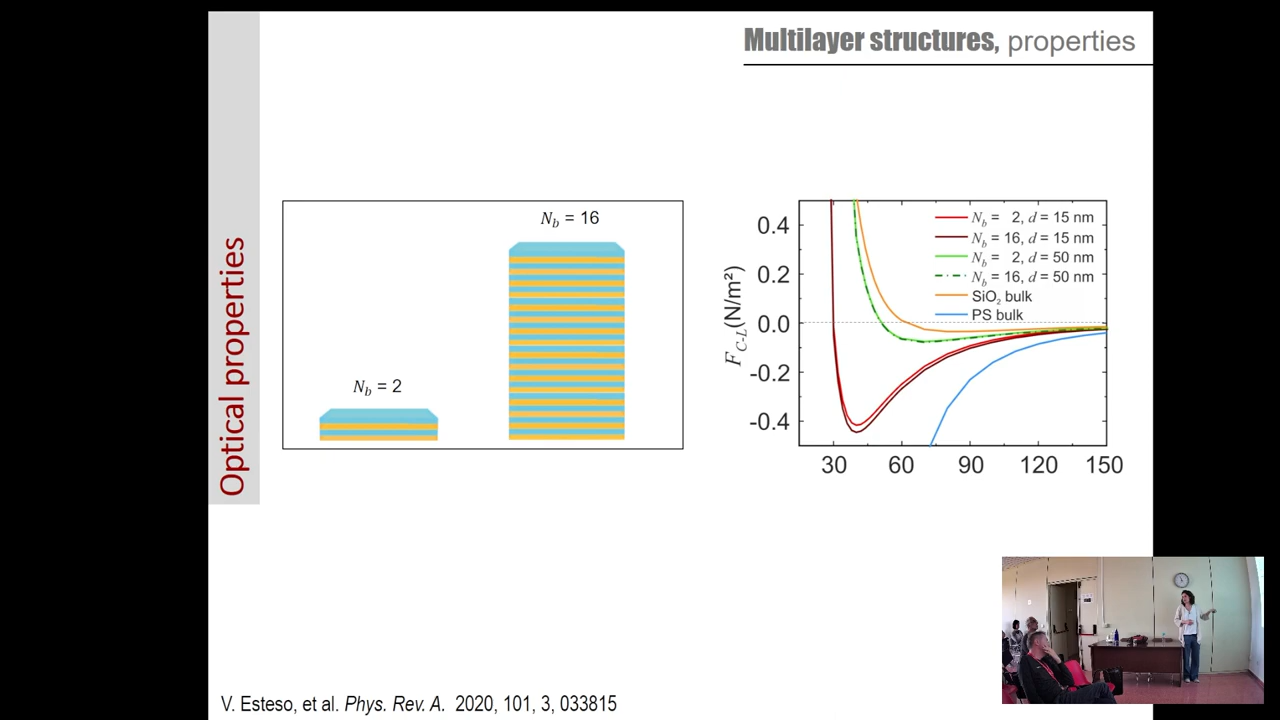 Multilayer structures, properties
Optical properties
N_b = 16
N_b = 2
F_C-L (N/m²)
0.4
0.2
0.0
-0.2
-0.4
30 60 90 120 150
N_b = 2, d = 15 nm
N_b = 16, d = 15 nm
N_b = 2, d = 50 nm
N_b = 16, d = 50 nm
SiO₂ bulk
PS bulk
V. Esteso, et al. Phys. Rev. A. 2020, 101, 3, 033815